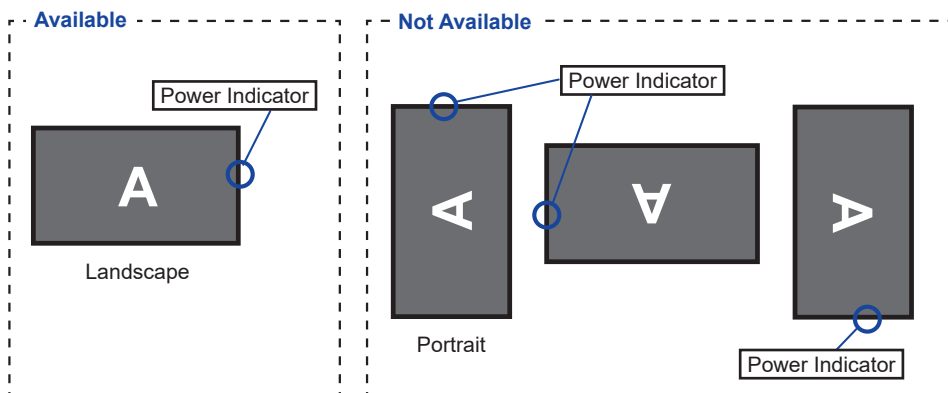 Available
Power Indicator
A
Landscape
Not Available
Power Indicator
A
A
A
Portrait
Power Indicator